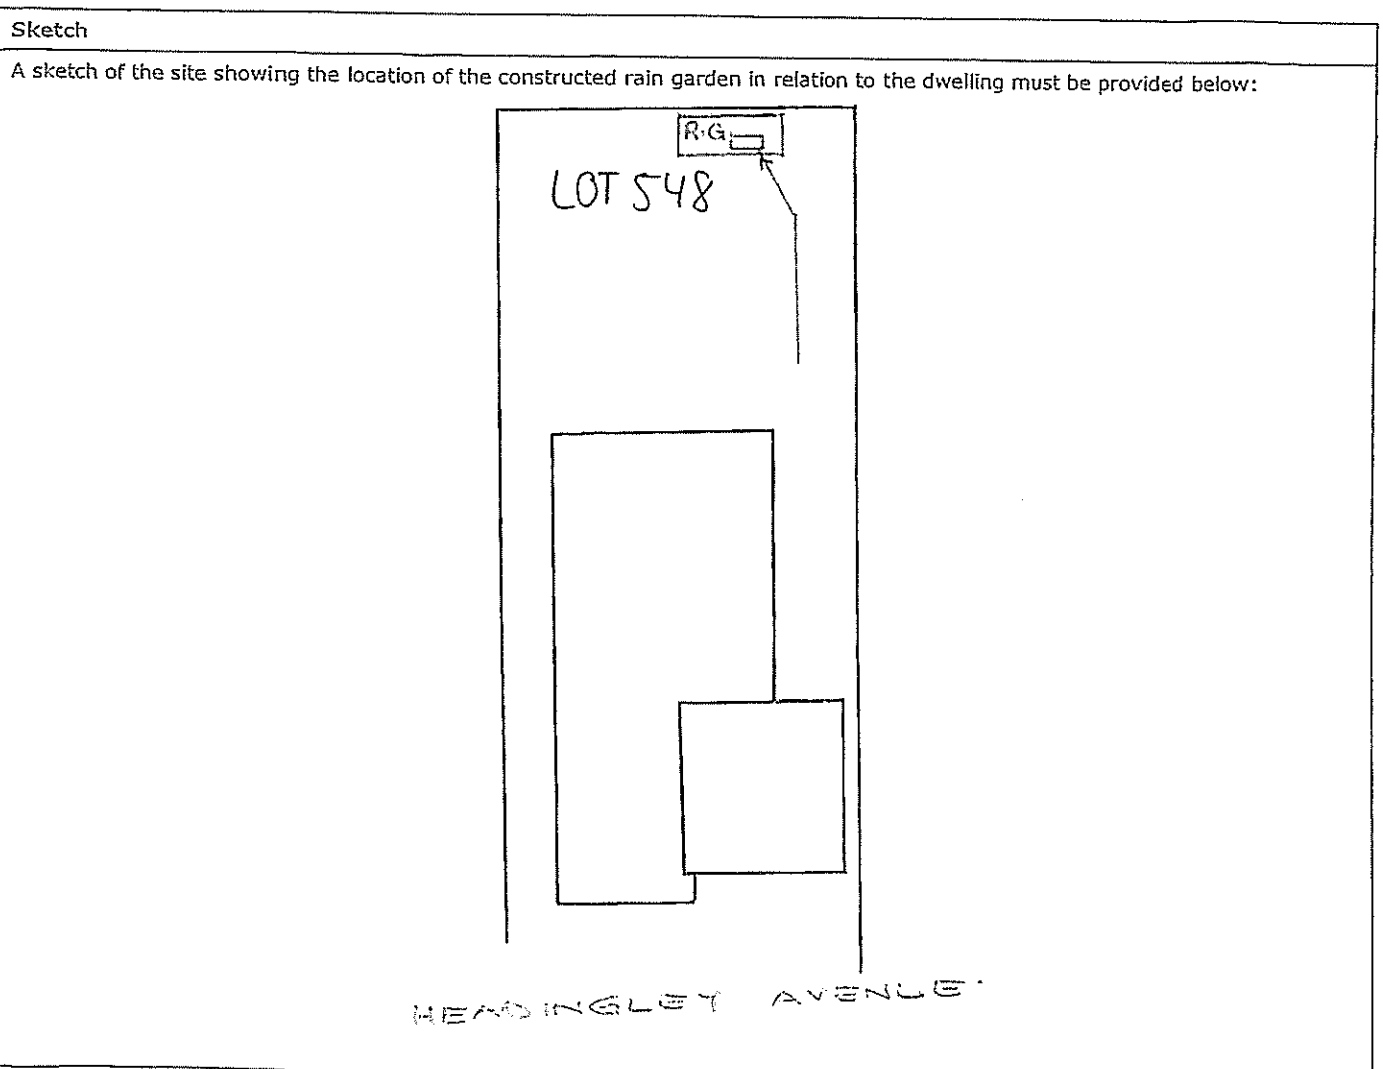 Sketch
A sketch of the site showing the location of the constructed rain garden in relation to the dwelling must be provided below:
R.G
LOT 548
HEADINGLEY AVENUE.